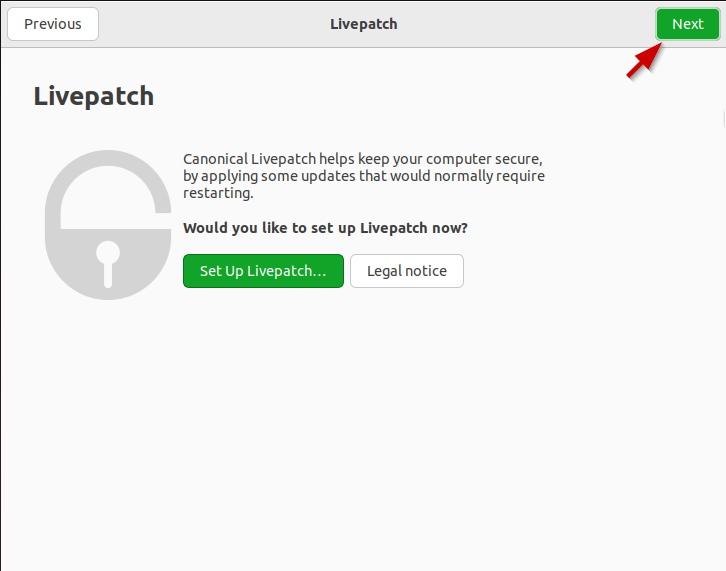 Previous
Livepatch
Next
Livepatch
Canonical Livepatch helps keep your computer secure,
by applying some updates that would normally require
restarting.
Would you like to set up Livepatch now?
Set Up Livepatch…
Legal notice